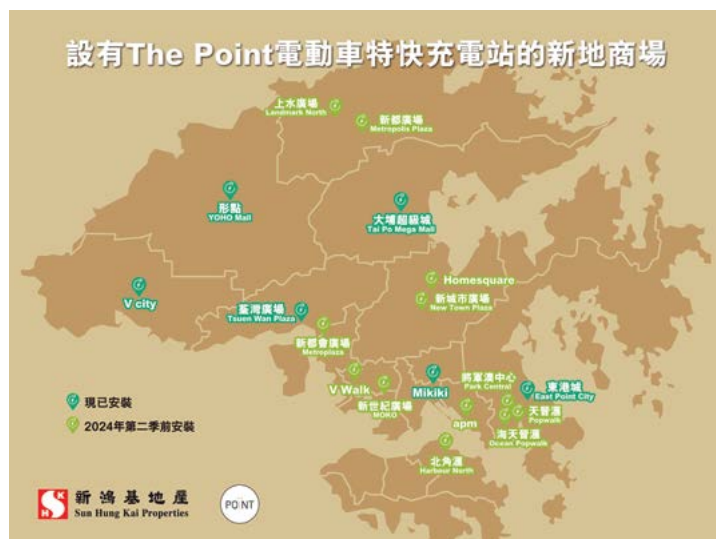 設有The Point電動車特快充電站的新地商場
上水廣場
Landmark North
新都廣場
Metropolis Plaza
形點
YOHO Mall
大埔超級城
Tai Po Mega Mall
Homesquare
新城市廣場
New Town Plaza
V city
荃灣廣場
Tsuen Wan Plaza
新都會廣場
Metroplaza
V Walk
新世紀廣場
MOKO
Mikiki
將軍澳中心
Park Central
東港城
East Point City
天晉滙
Popwalk
apm
海天晉滙
Ocean Popwalk
北角滙
Harbour North
現已安裝
2024年第二季前安裝
新鴻基地產
Sun Hung Kai Properties
POINT